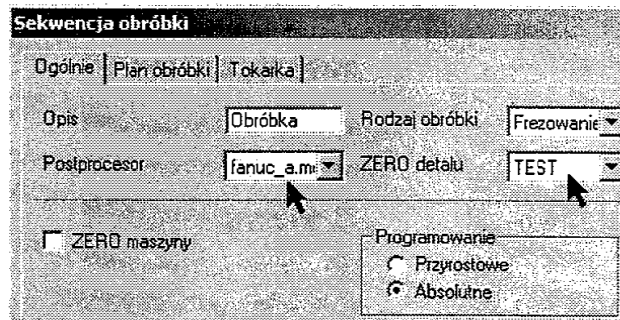 Sekwencja obróbki
Ogólnie Plan obróbki Tokarka
Opis Obróbka Rodzaj obróbki Frezowanie
Postprocesor fanuc_a.m ZERO detalu TEST
ZERO maszyny Programowanie
Przyrostowe
Absolutne